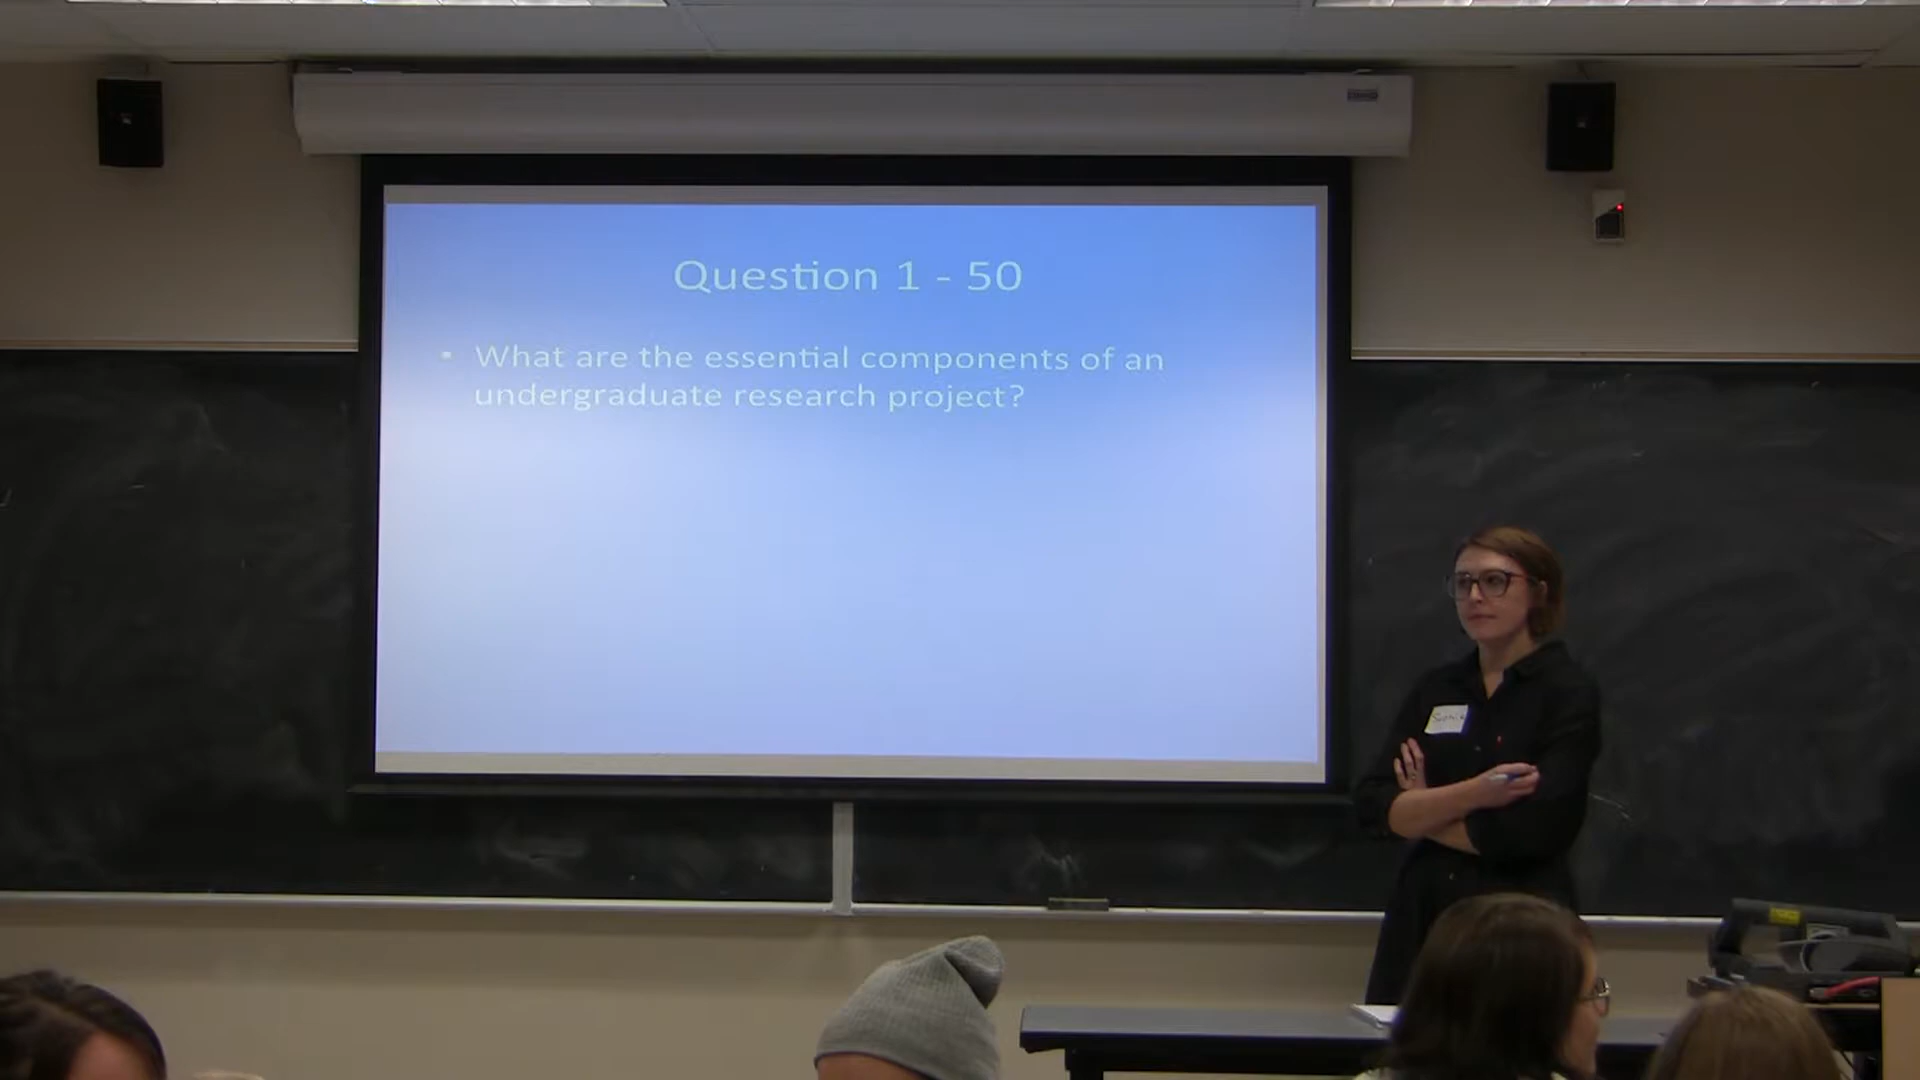 Question 1 - 50
▪ What are the essential components of an
undergraduate research project?